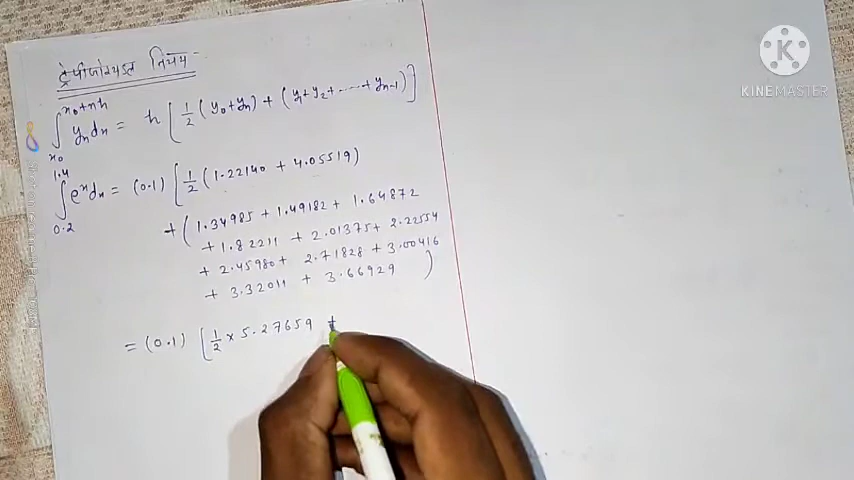 ट्रेपीजोयडल नियम -
∫_{x₀}^{x₀+nh} yₙ dx = h [ 1/2 (y₀+yₙ) + (y₁+y₂+-----+yₙ₋₁) ]
∫_{0.2}^{1.4} eˣ dx = (0.1) [ 1/2 (1.22140 + 4.05519)
+ ( 1.34985 + 1.49182 + 1.64872
+ 1.82211 + 2.01375 + 2.22554
+ 2.45980 + 2.71828 + 3.00416
+ 3.32011 + 3.66929 )
= (0.1) [ 1/2 × 5.27659 +
K
KINEMASTER